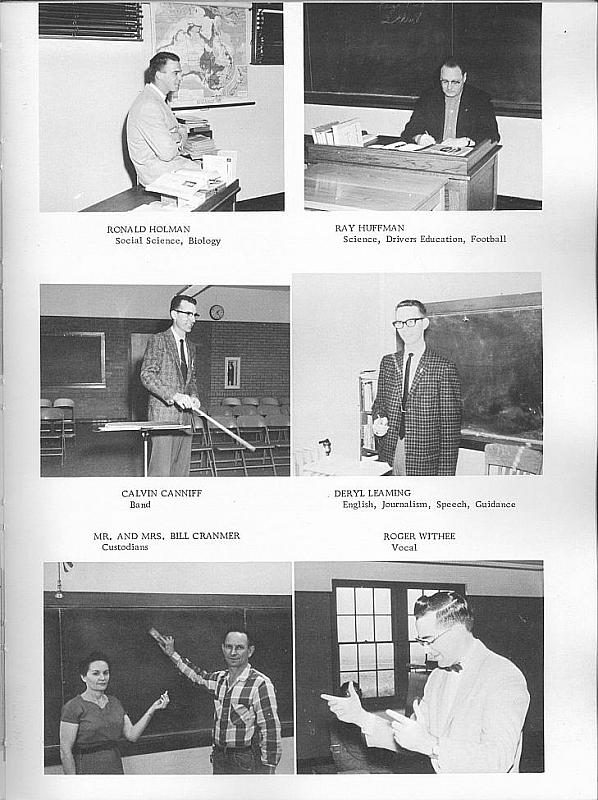 RONALD HOLMAN
Social Science, Biology
RAY HUFFMAN
Science, Drivers Education, Football
CALVIN CANNIFF
Band
DERYL LEAMING
English, Journalism, Speech, Guidance
MR. AND MRS. BILL CRANMER
Custodians
ROGER WITHEE
Vocal